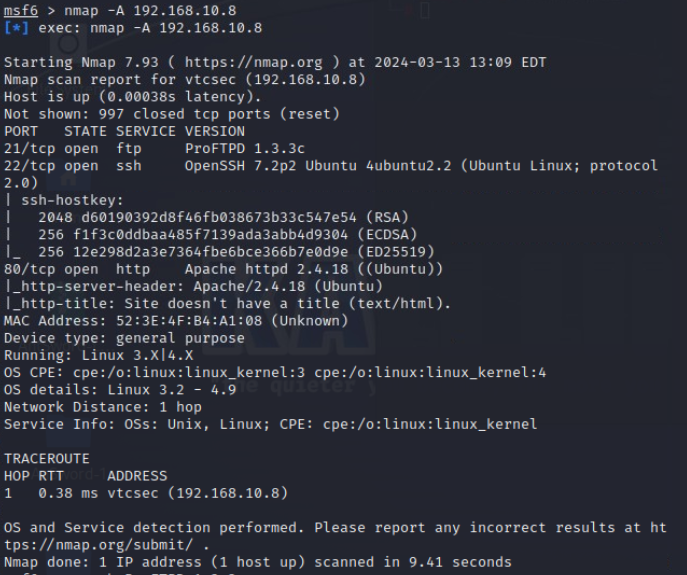 msf6 > nmap -A 192.168.10.8
[*] exec: nmap -A 192.168.10.8

Starting Nmap 7.93 ( https://nmap.org ) at 2024-03-13 13:09 EDT
Nmap scan report for vtcsec (192.168.10.8)
Host is up (0.00038s latency).
Not shown: 997 closed tcp ports (reset)
PORT   STATE SERVICE VERSION
21/tcp open  ftp     ProFTPD 1.3.3c
22/tcp open  ssh     OpenSSH 7.2p2 Ubuntu 4ubuntu2.2 (Ubuntu Linux; protocol
2.0)
| ssh-hostkey:
|   2048 d60190392d8f46fb038673b33c547e54 (RSA)
|   256 f1f3c0ddbaa485f7139ada3abb4d9304 (ECDSA)
|_  256 12e298d2a3e7364fbe6bce366b7e0d9e (ED25519)
80/tcp open  http    Apache httpd 2.4.18 ((Ubuntu))
|_http-server-header: Apache/2.4.18 (Ubuntu)
|_http-title: Site doesn't have a title (text/html).
MAC Address: 52:3E:4F:B4:A1:08 (Unknown)
Device type: general purpose
Running: Linux 3.X|4.X
OS CPE: cpe:/o:linux:linux_kernel:3 cpe:/o:linux:linux_kernel:4
OS details: Linux 3.2 - 4.9
Network Distance: 1 hop
Service Info: OSs: Unix, Linux; CPE: cpe:/o:linux:linux_kernel

TRACEROUTE
HOP RTT     ADDRESS
1   0.38 ms vtcsec (192.168.10.8)

OS and Service detection performed. Please report any incorrect results at ht
tps://nmap.org/submit/ .
Nmap done: 1 IP address (1 host up) scanned in 9.41 seconds